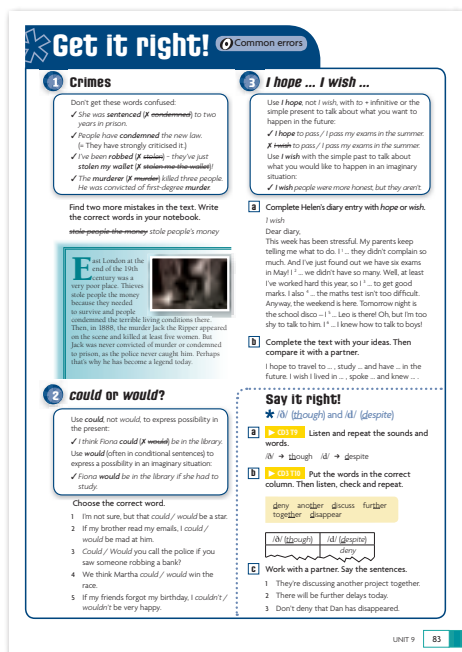 Get it right! Common errors
1 Crimes
Don't get these words confused:
✓ She was sentenced (✗ condemned) to two
years in prison.
✓ People have condemned the new law.
(= They have strongly criticised it.)
✓ I've been robbed (✗ stolen) – they've just
stolen my wallet (✗ stolen me the wallet)!
✓ The murderer (✗ murder) killed three people.
He was convicted of first-degree murder.
Find two more mistakes in the text. Write
the correct words in your notebook.
stole people the money stole people's money
East London at the
end of the 19th
century was a
very poor place. Thieves
stole people the money
because they needed
to survive and people
condemned the terrible living conditions there.
Then, in 1888, the murder Jack the Ripper appeared
on the scene and killed at least five women. But
Jack was never convicted of murder or condemned
to prison, as the police never caught him. Perhaps
that's why he has become a legend today.
2 could or would?
Use could, not would, to express possibility in
the present:
✓ I think Fiona could (✗ would) be in the library.
Use would (often in conditional sentences) to
express a possibility in an imaginary situation:
✓ Fiona would be in the library if she had to
study.
Choose the correct word.
1 I'm not sure, but that could / would be a star.
2 If my brother read my emails, I could /
would be mad at him.
3 Could / Would you call the police if you
saw someone robbing a bank?
4 We think Martha could / would win the
race.
5 If my friends forgot my birthday, I couldn't /
wouldn't be very happy.
3 I hope ... I wish ...
Use I hope, not I wish, with to + infinitive or the
simple present to talk about what you want to
happen in the future:
✓ I hope to pass / I pass my exams in the summer.
✗ I wish to pass / I pass my exams in the summer.
Use I wish with the simple past to talk about
what you would like to happen in an imaginary
situation:
✓ I wish people were more honest, but they aren't.
a Complete Helen's diary entry with hope or wish.
I wish
Dear diary,
This week has been stressful. My parents keep
telling me what to do. I 1 ... they didn't complain so
much. And I've just found out we have six exams
in May! I 2 ... we didn't have so many. Well, at least
I've worked hard this year, so I 3 ... to get good
marks. I also 4 ... the maths test isn't too difficult.
Anyway, the weekend is here. Tomorrow night is
the school disco – I 5 ... Leo is there! Oh, but I'm too
shy to talk to him. I 6 ... I knew how to talk to boys!
b Complete the text with your ideas. Then
compare it with a partner.
I hope to travel to ... , study ... and have ... in the
future. I wish I lived in ... , spoke ... and knew ... .
Say it right!
* /ð/ (though) and /d/ (despite)
a ► CD3 T9 Listen and repeat the sounds and
words.
/ð/ → though /d/ → despite
b ► CD3 T10 Put the words in the correct
column. Then listen, check and repeat.
deny another discuss further
together disappear
/ð/ (though) /d/ (despite)
deny
c Work with a partner. Say the sentences.
1 They're discussing another project together.
2 There will be further delays today.
3 Don't deny that Dan has disappeared.
UNIT 9 83